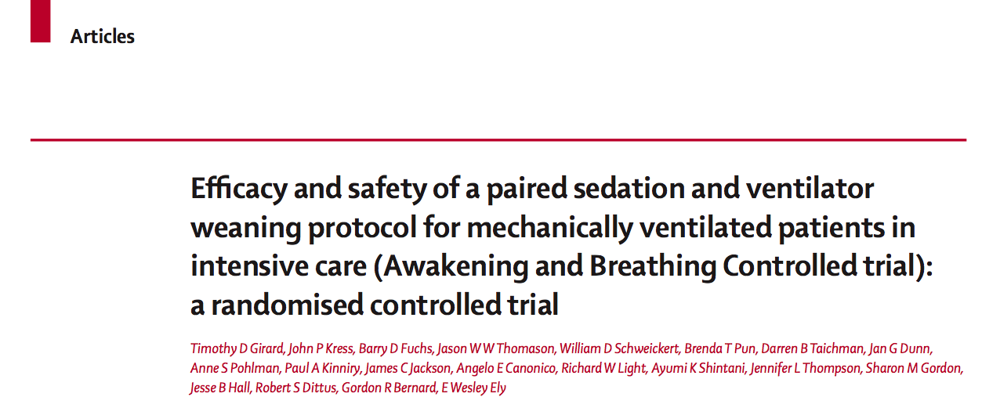 Articles
Efficacy and safety of a paired sedation and ventilator
weaning protocol for mechanically ventilated patients in
intensive care (Awakening and Breathing Controlled trial):
a randomised controlled trial
Timothy D Girard, John P Kress, Barry D Fuchs, Jason W W Thomason, William D Schweickert, Brenda T Pun, Darren B Taichman, Jan G Dunn,
Anne S Pohlman, Paul A Kinniry, James C Jackson, Angelo E Canonico, Richard W Light, Ayumi K Shintani, Jennifer L Thompson, Sharon M Gordon,
Jesse B Hall, Robert S Dittus, Gordon R Bernard, E Wesley Ely